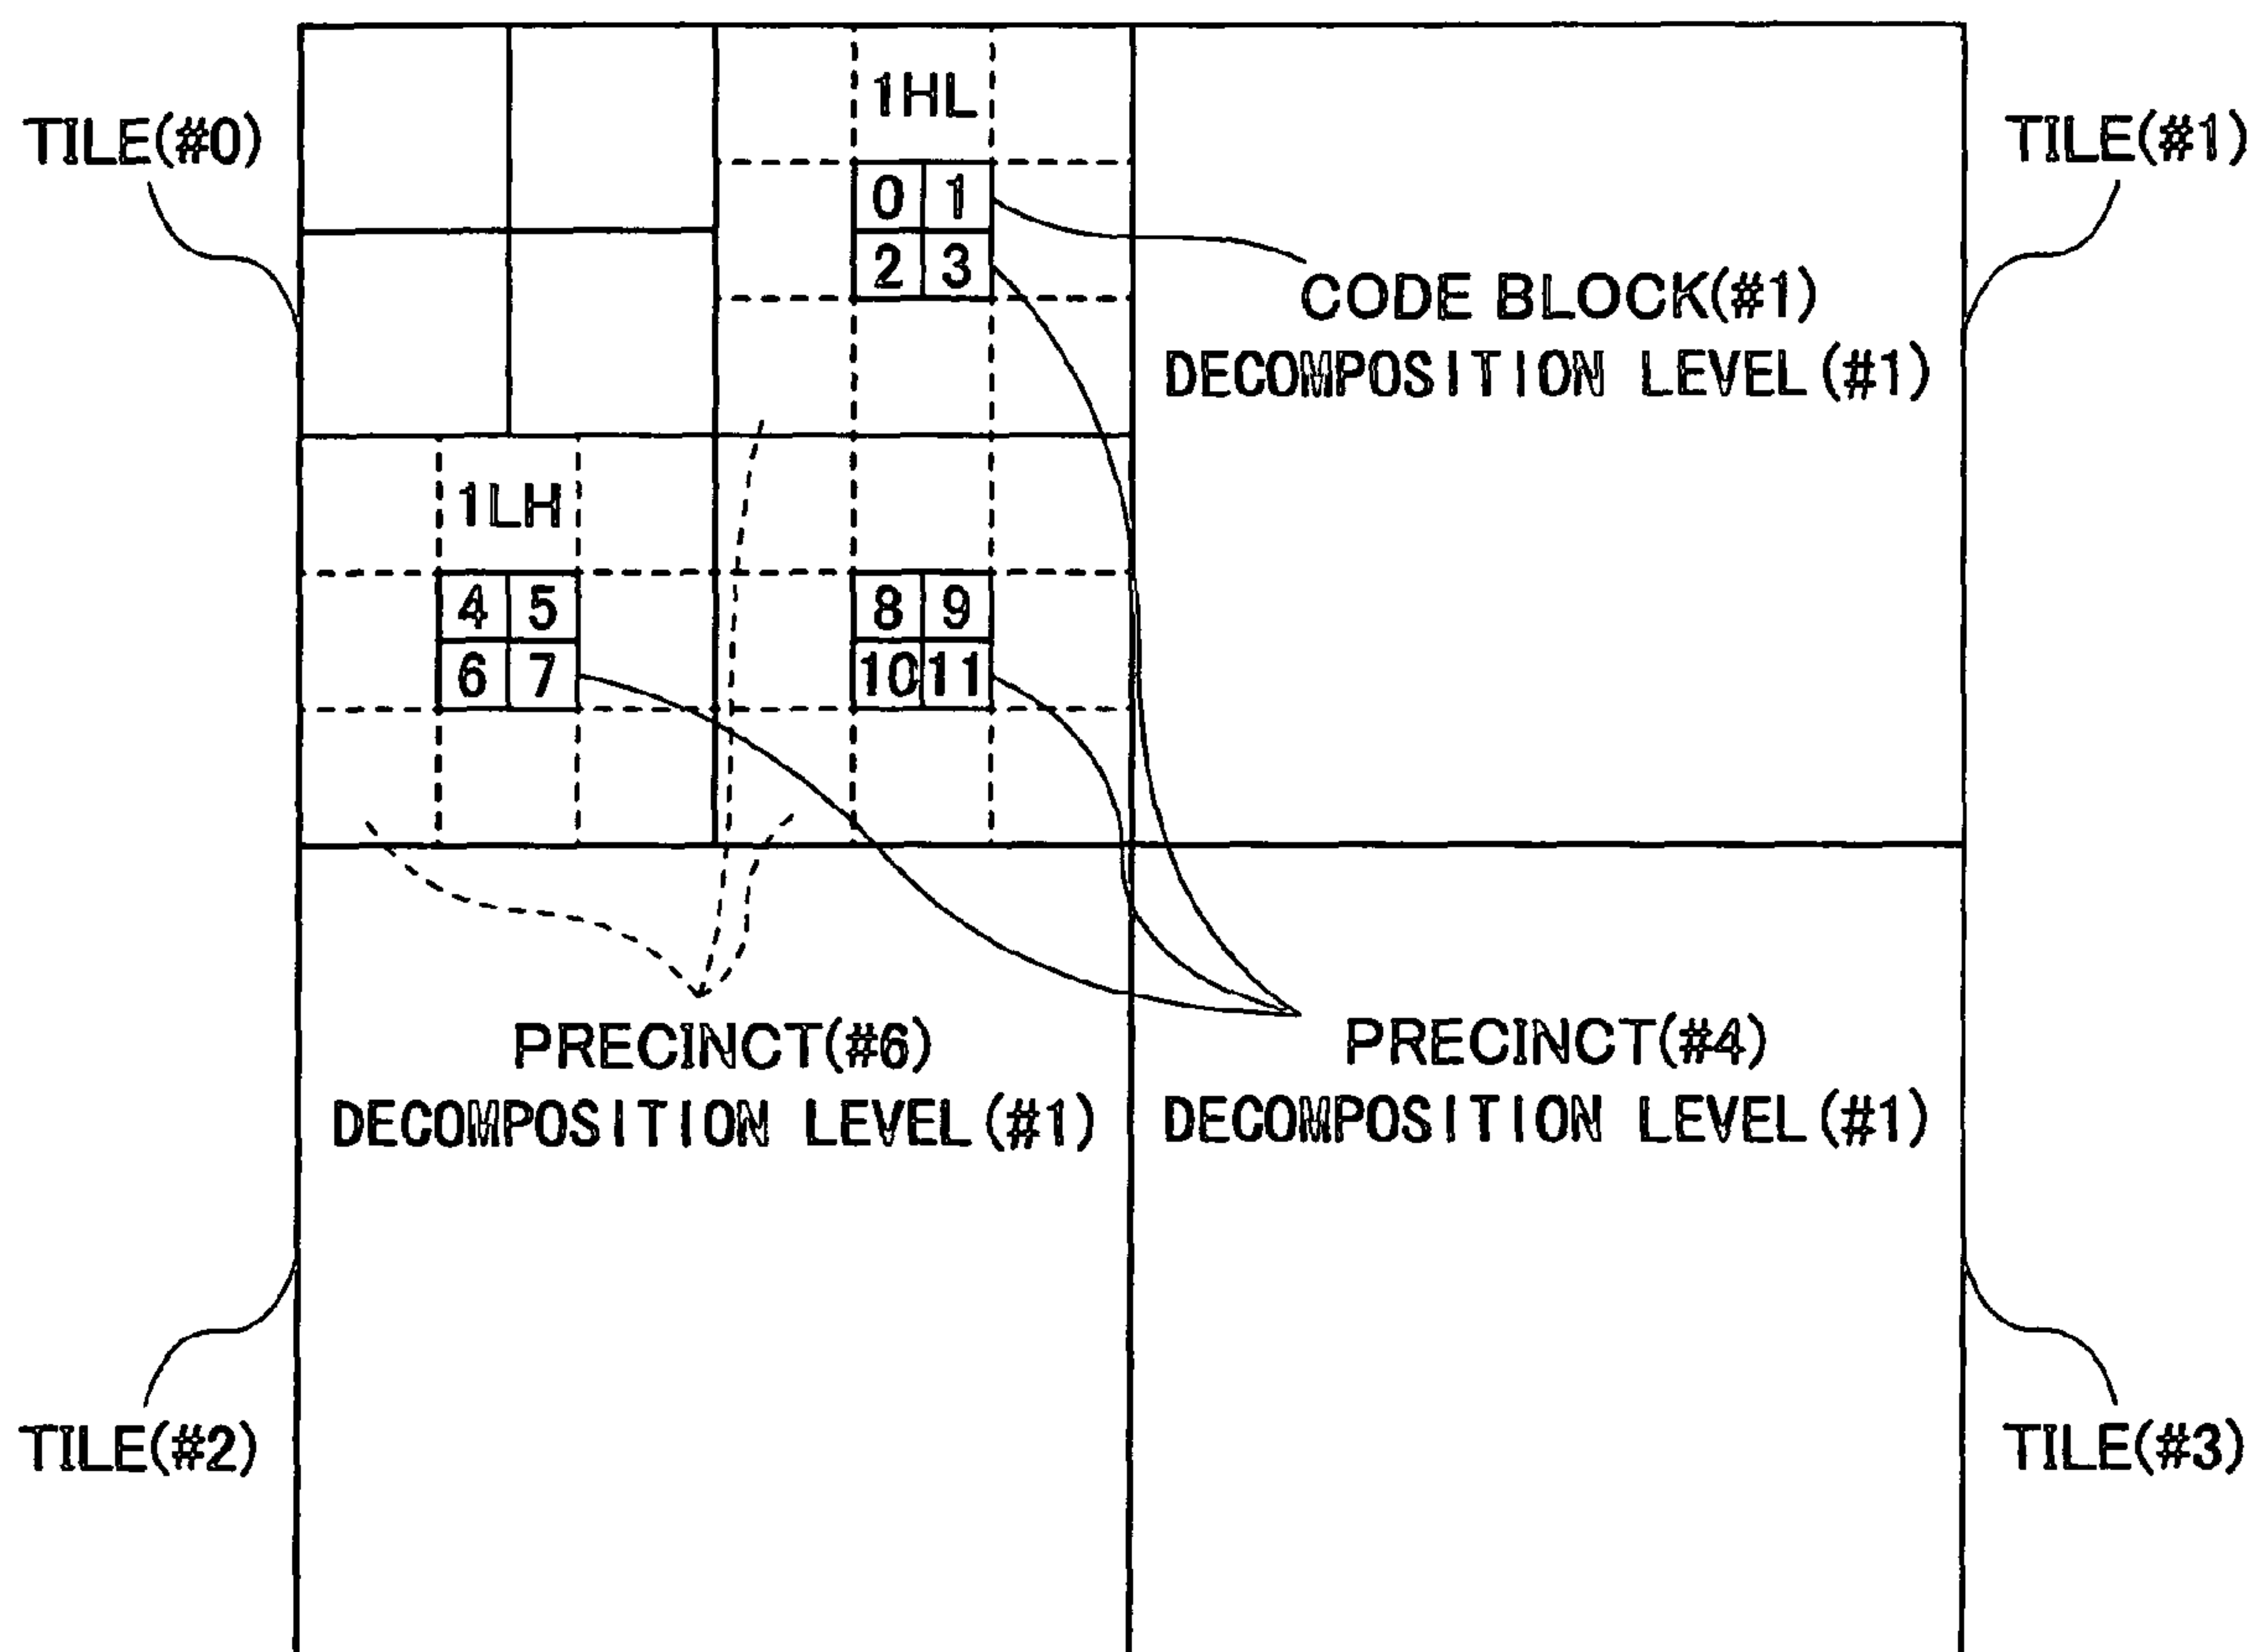 1HL
TILE(#0)
TILE(#1)
0 1
2 3
CODE BLOCK(#1)
DECOMPOSITION LEVEL(#1)
1LH
4 5
8 9
6 7
10 11
PRECINCT(#6)
DECOMPOSITION LEVEL(#1)
PRECINCT(#4)
DECOMPOSITION LEVEL(#1)
TILE(#2)
TILE(#3)